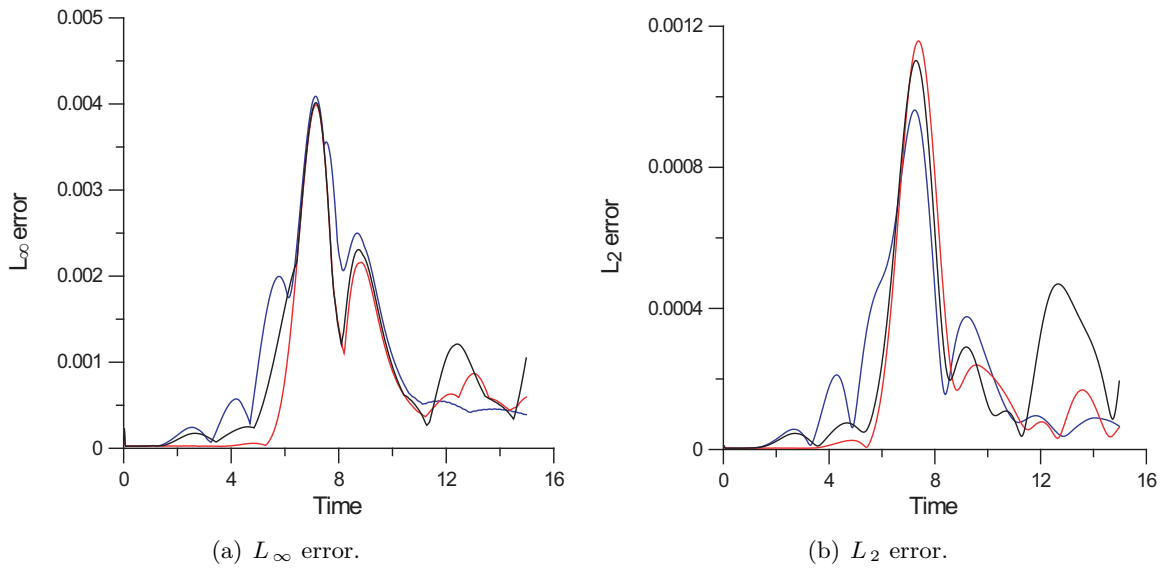 0.005
0.004
0.003
0.002
0.001
0
L∞ error
0 4 8 12 16
Time
(a) L∞ error.
0.0012
0.0008
0.0004
0
L2 error
0 4 8 12 16
Time
(b) L2 error.